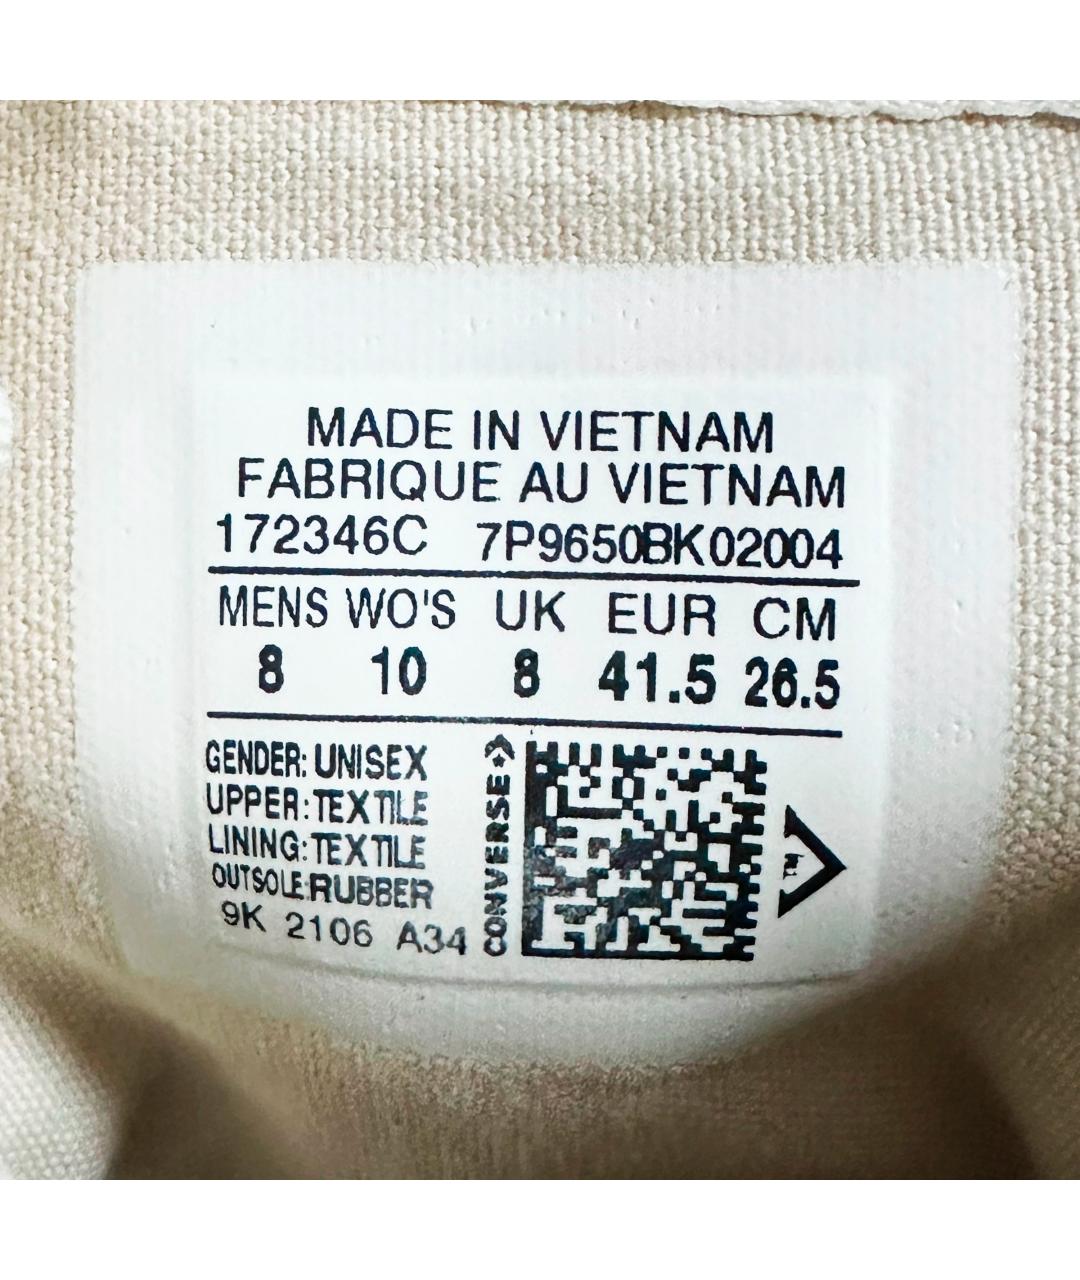 MADE IN VIETNAM
FABRIQUE AU VIETNAM
172346C 7P9650BK02004
MENS WO'S UK EUR CM
8 10 8 41.5 26.5
GENDER: UNISEX
UPPER: TEXTILE
LINING: TEXTILE
OUTSOLE: RUBBER
9K 2106 A34
CONVERSE